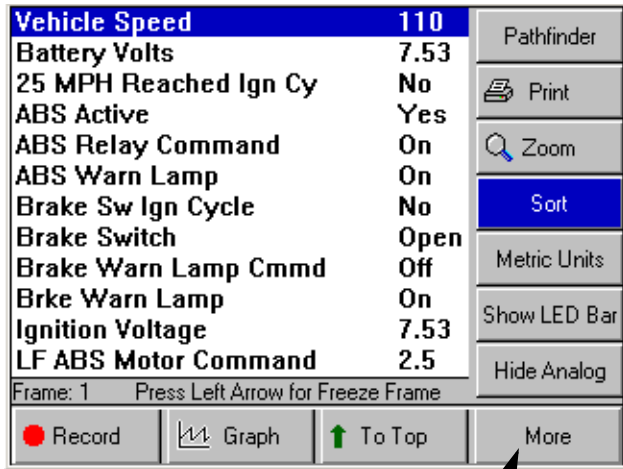 Vehicle Speed 110
Battery Volts 7.53
25 MPH Reached Ign Cy No
ABS Active Yes
ABS Relay Command On
ABS Warn Lamp On
Brake Sw Ign Cycle No
Brake Switch Open
Brake Warn Lamp Cmmd Off
Brke Warn Lamp On
Ignition Voltage 7.53
LF ABS Motor Command 2.5
Frame: 1 Press Left Arrow for Freeze Frame
Pathfinder
Print
Zoom
Sort
Metric Units
Show LED Bar
Hide Analog
Record Graph To Top More